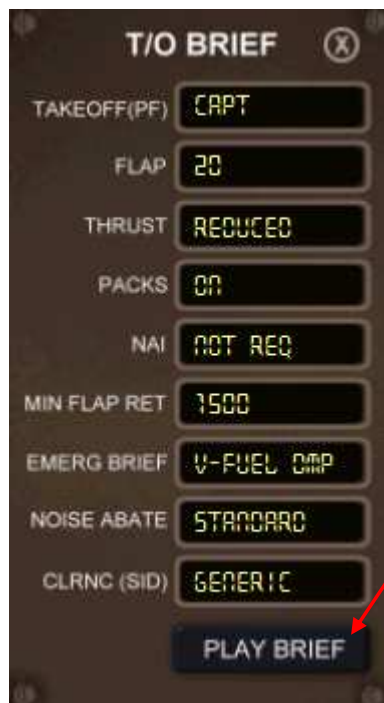 T/O BRIEF X
TAKEOFF(PF) CAPT
FLAP 20
THRUST REDUCED
PACKS ON
NAI NOT REQ
MIN FLAP RET 1500
EMERG BRIEF V-FUEL DMP
NOISE ABATE STANDARD
CLRNC (SID) GENERIC
PLAY BRIEF